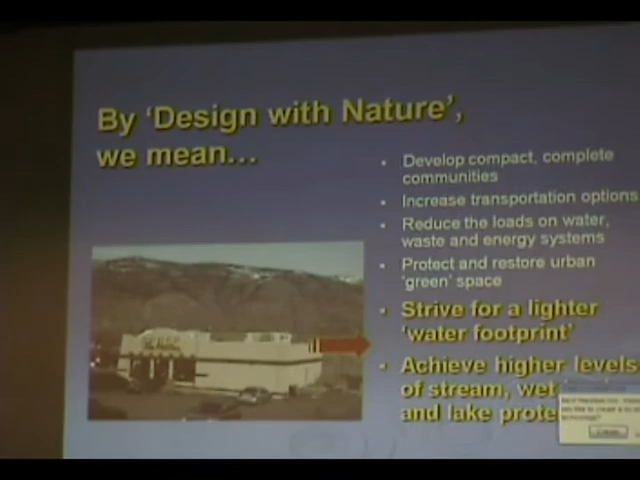 By ‘Design with Nature’,
we mean…
• Develop compact, complete
communities
• Increase transportation options
• Reduce the loads on water,
waste and energy systems
• Protect and restore urban
‘green’ space
• Strive for a lighter
‘water footprint’
• Achieve higher levels
of stream, wet
and lake prote